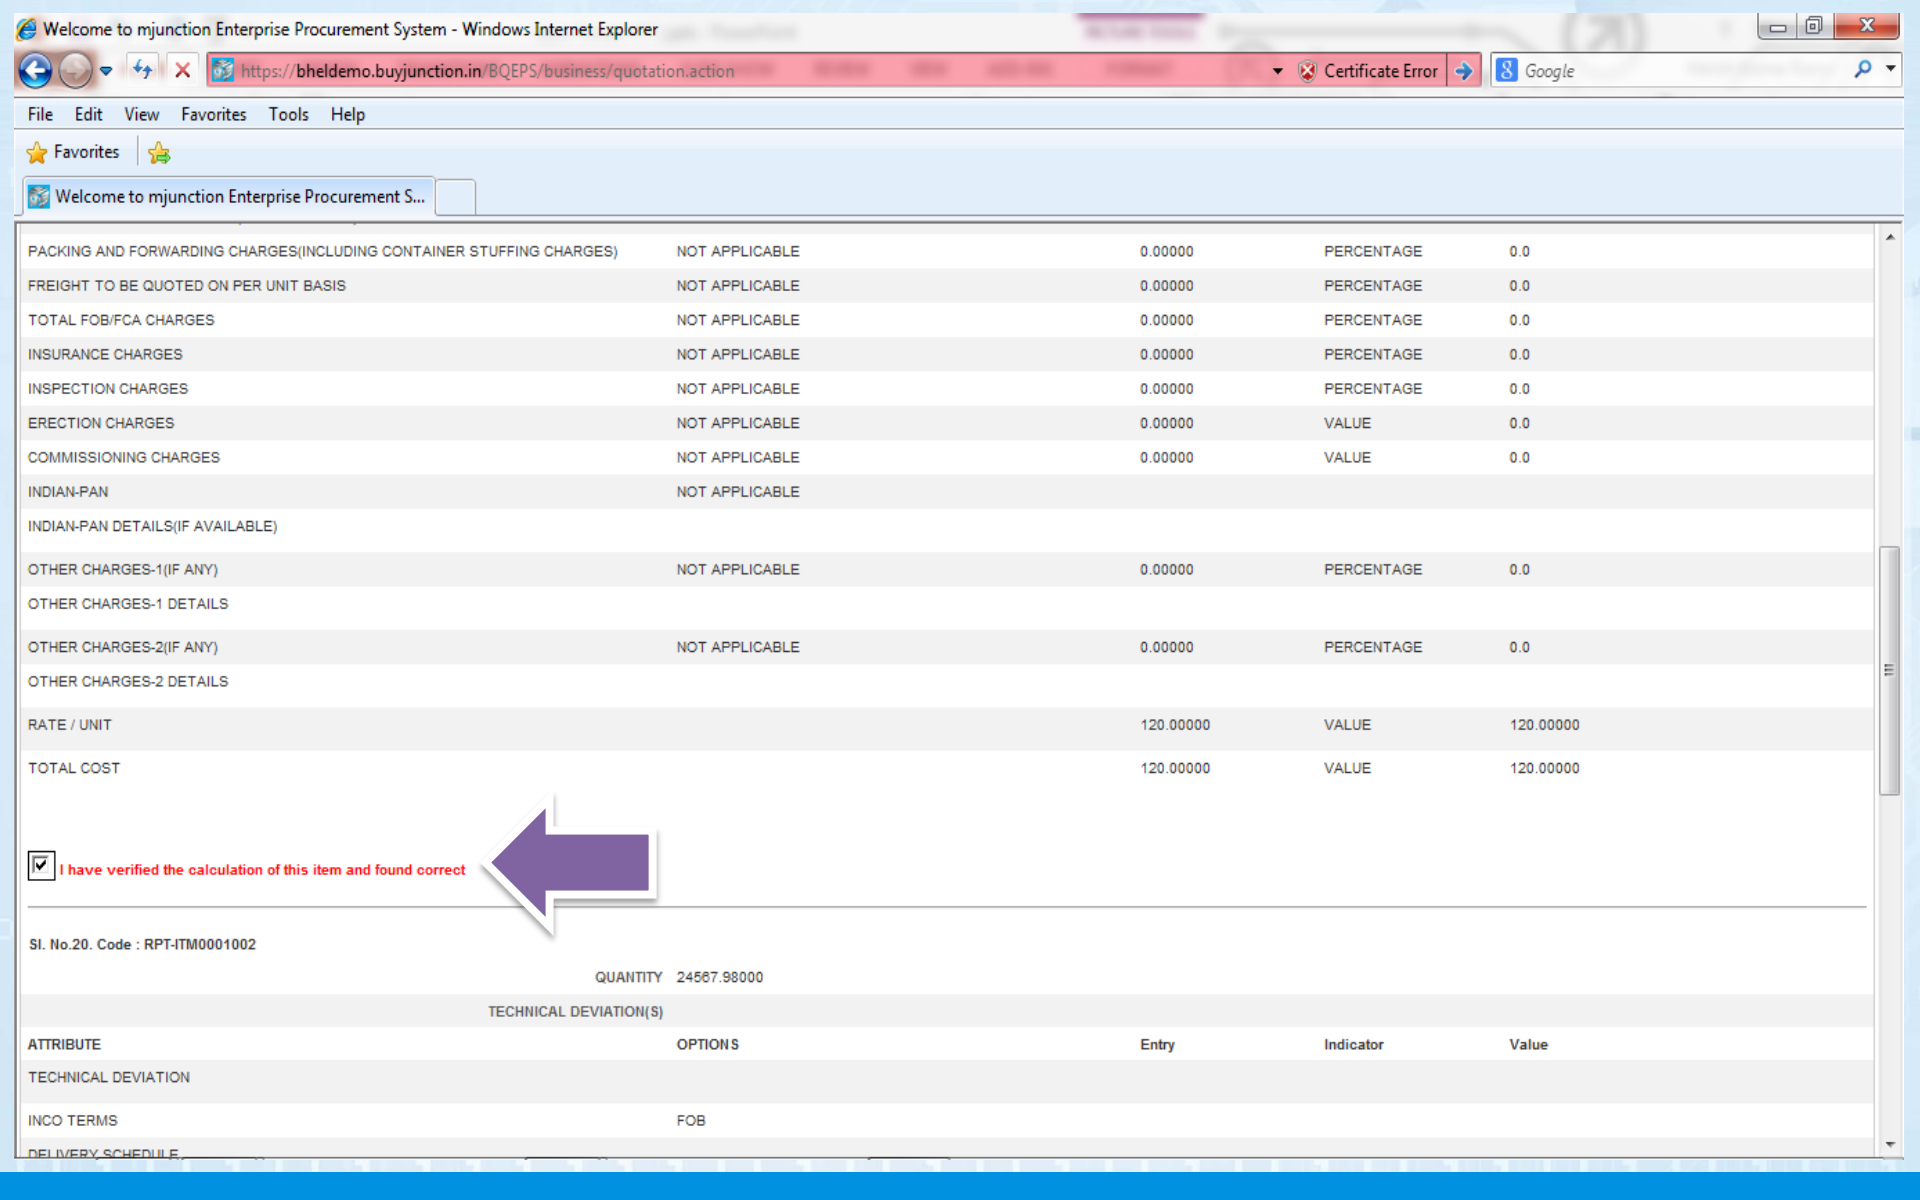 Welcome to mjunction Enterprise Procurement System - Windows Internet Explorer
https://bheldemo.buyjunction.in/BQEPS/business/quotation.action Certificate Error Google
File Edit View Favorites Tools Help
Favorites
Welcome to mjunction Enterprise Procurement S...
PACKING AND FORWARDING CHARGES(INCLUDING CONTAINER STUFFING CHARGES) NOT APPLICABLE 0.00000 PERCENTAGE 0.0
FREIGHT TO BE QUOTED ON PER UNIT BASIS NOT APPLICABLE 0.00000 PERCENTAGE 0.0
TOTAL FOB/FCA CHARGES NOT APPLICABLE 0.00000 PERCENTAGE 0.0
INSURANCE CHARGES NOT APPLICABLE 0.00000 PERCENTAGE 0.0
INSPECTION CHARGES NOT APPLICABLE 0.00000 PERCENTAGE 0.0
ERECTION CHARGES NOT APPLICABLE 0.00000 VALUE 0.0
COMMISSIONING CHARGES NOT APPLICABLE 0.00000 VALUE 0.0
INDIAN-PAN NOT APPLICABLE
INDIAN-PAN DETAILS(IF AVAILABLE)
OTHER CHARGES-1(IF ANY) NOT APPLICABLE 0.00000 PERCENTAGE 0.0
OTHER CHARGES-1 DETAILS
OTHER CHARGES-2(IF ANY) NOT APPLICABLE 0.00000 PERCENTAGE 0.0
OTHER CHARGES-2 DETAILS
RATE / UNIT 120.00000 VALUE 120.00000
TOTAL COST 120.00000 VALUE 120.00000
I have verified the calculation of this item and found correct
Sl. No.20. Code : RPT-ITM0001002
QUANTITY 24567.98000
TECHNICAL DEVIATION(S)
ATTRIBUTE OPTIONS Entry Indicator Value
TECHNICAL DEVIATION
INCO TERMS FOB
DELIVERY SCHEDULE